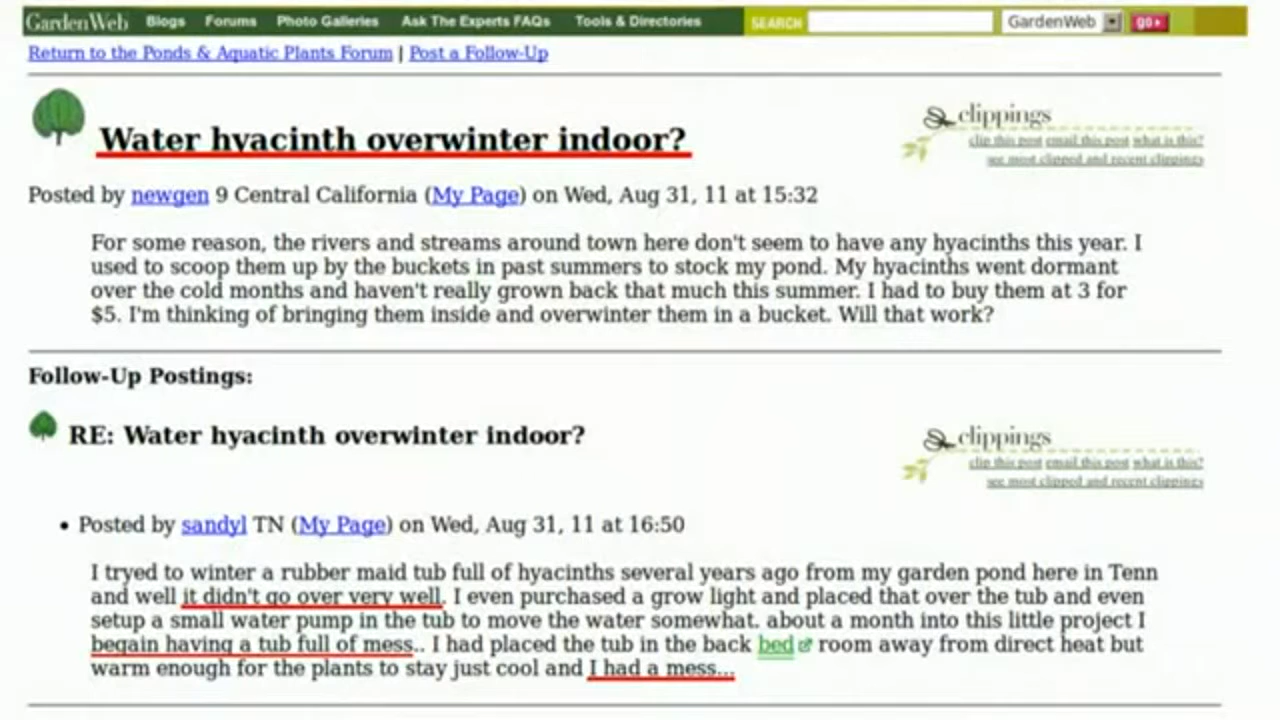 GardenWeb Blogs Forums Photo Galleries Ask The Experts FAQs Tools & Directories SEARCH GardenWeb go
Return to the Ponds & Aquatic Plants Forum | Post a Follow-Up
Water hyacinth overwinter indoor?
clippings
clip this post email this post what is this?
see most clipped and recent clippings
Posted by newgen 9 Central California (My Page) on Wed, Aug 31, 11 at 15:32
For some reason, the rivers and streams around town here don't seem to have any hyacinths this year. I
used to scoop them up by the buckets in past summers to stock my pond. My hyacinths went dormant
over the cold months and haven't really grown back that much this summer. I had to buy them at 3 for
$5. I'm thinking of bringing them inside and overwinter them in a bucket. Will that work?
Follow-Up Postings:
RE: Water hyacinth overwinter indoor?
clippings
clip this post email this post what is this?
see most clipped and recent clippings
• Posted by sandyl TN (My Page) on Wed, Aug 31, 11 at 16:50
I tryed to winter a rubber maid tub full of hyacinths several years ago from my garden pond here in Tenn
and well it didn't go over very well. I even purchased a grow light and placed that over the tub and even
setup a small water pump in the tub to move the water somewhat. about a month into this little project I
begain having a tub full of mess.. I had placed the tub in the back bed room away from direct heat but
warm enough for the plants to stay just cool and I had a mess...